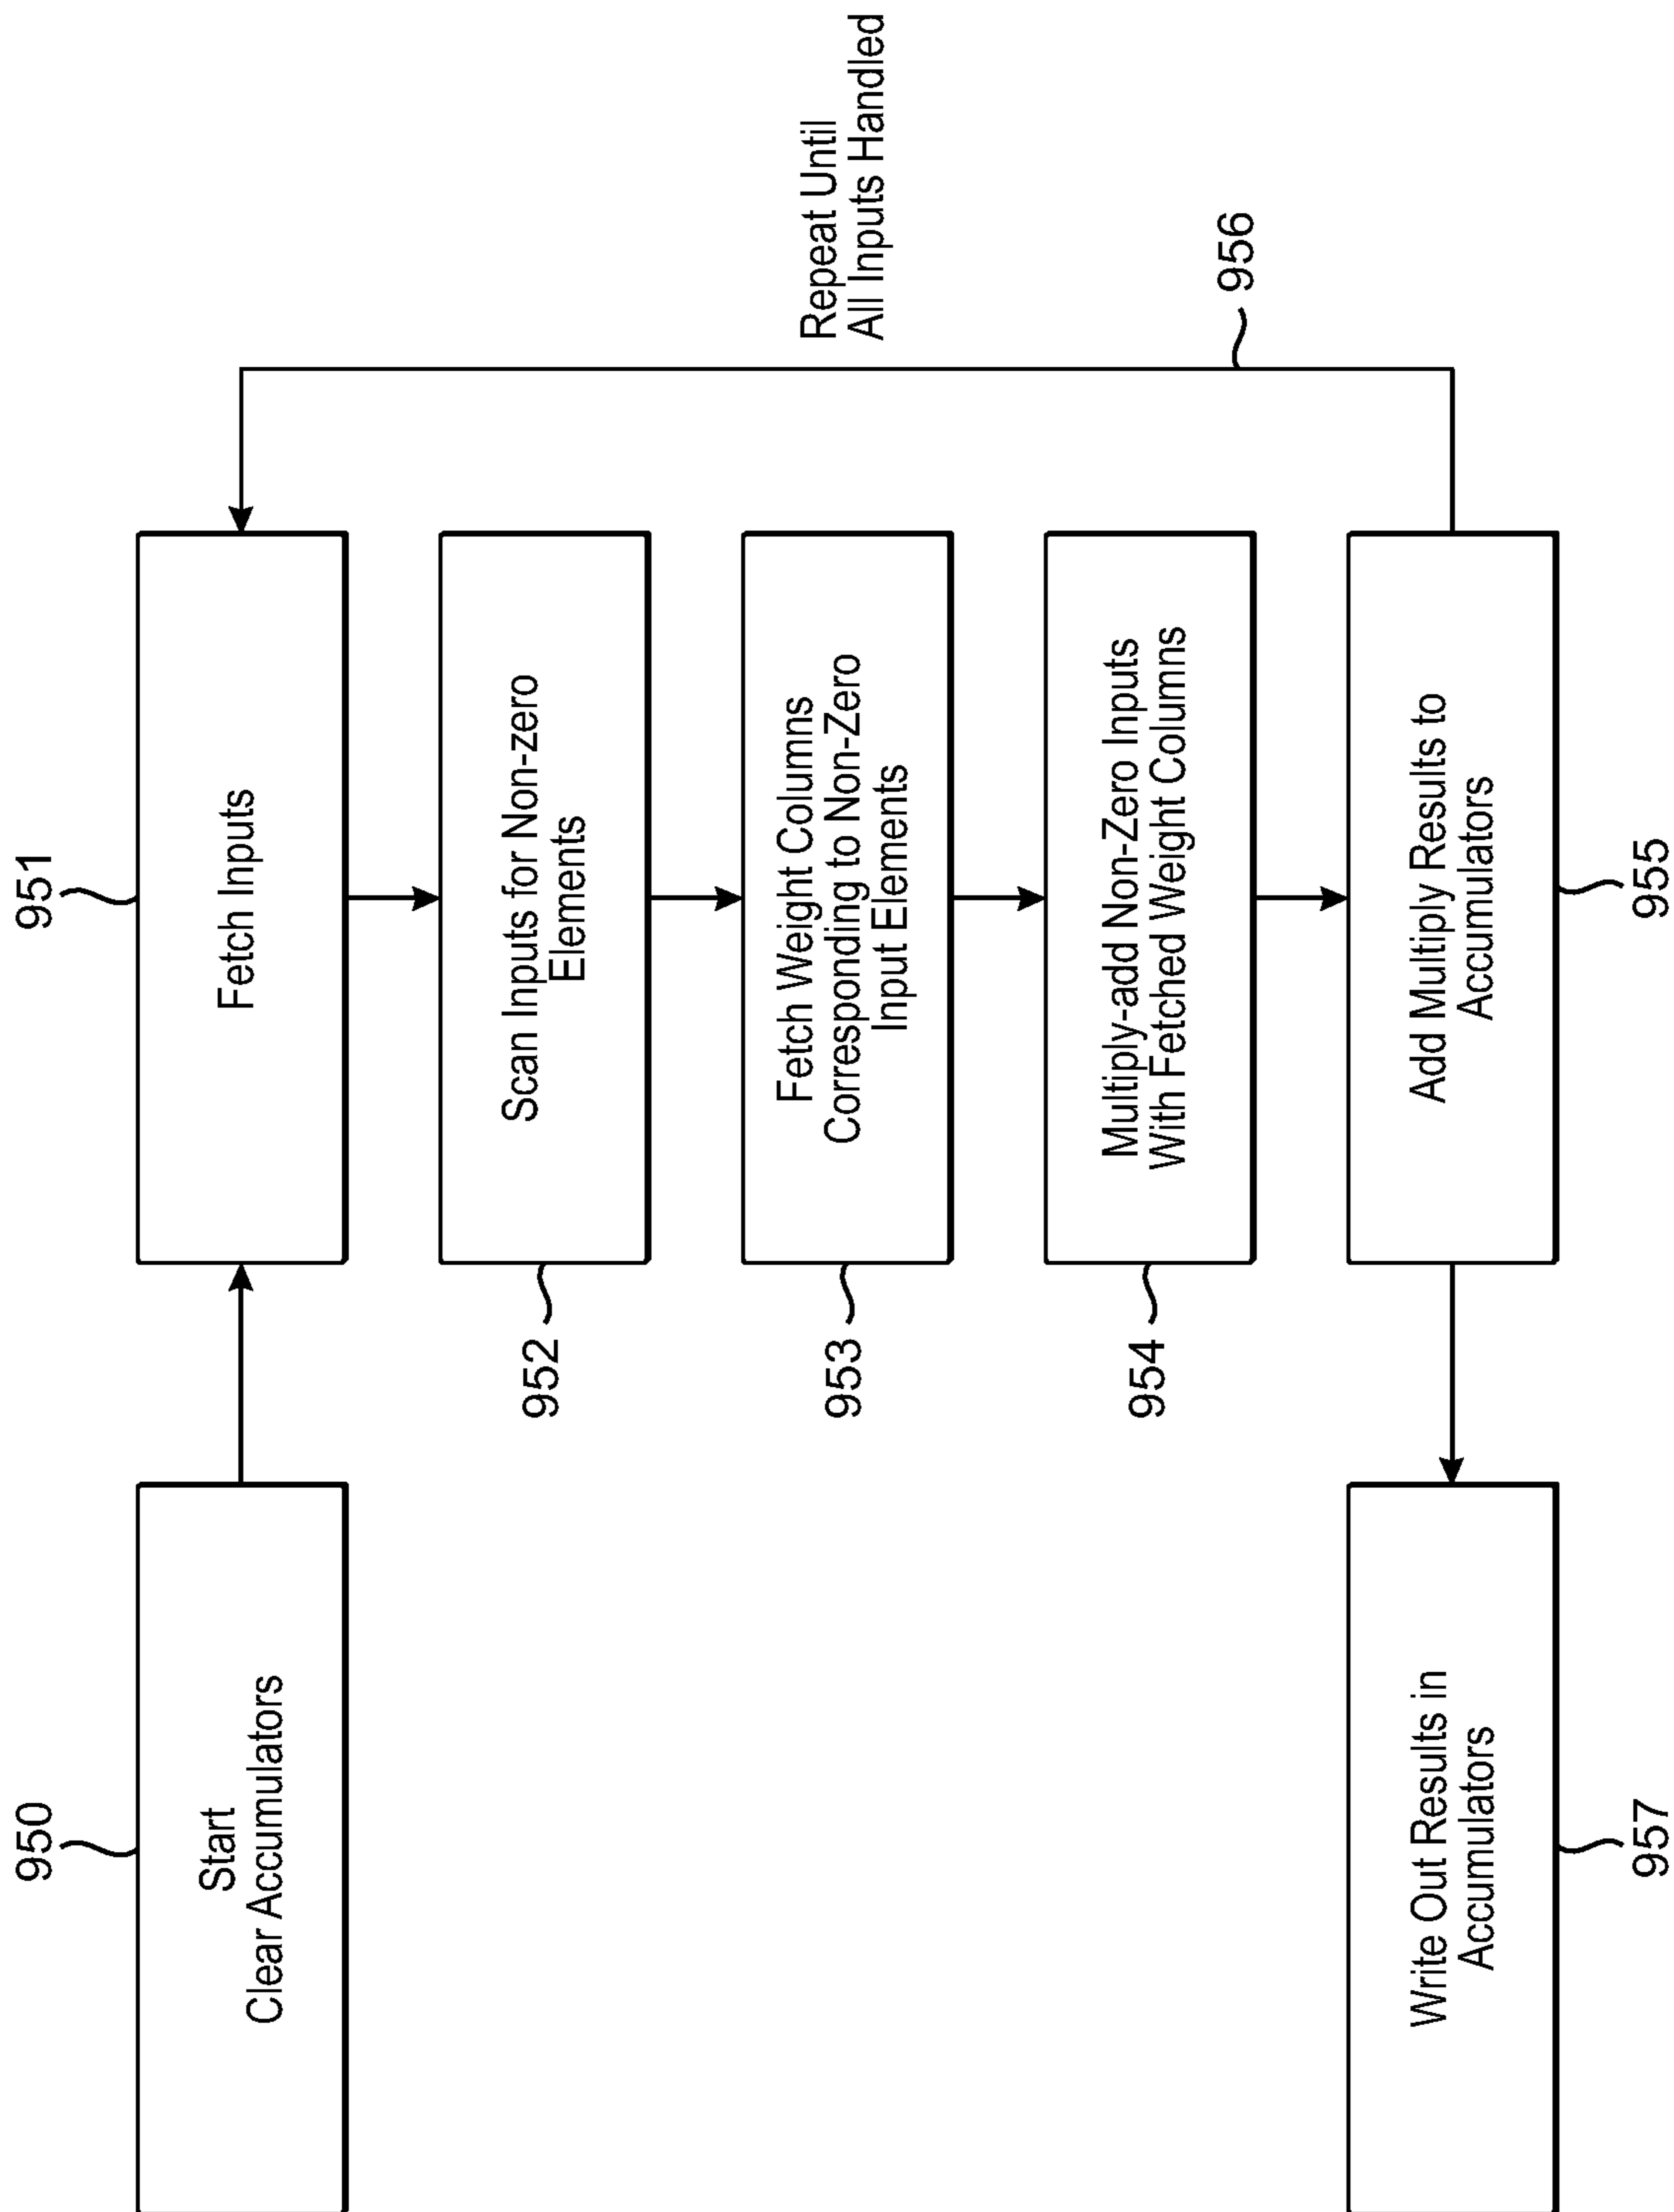 950
Start
Clear Accumulators
951
Fetch Inputs
952
Scan Inputs for Non-zero
Elements
953
Fetch Weight Columns
Corresponding to Non-Zero
Input Elements
954
Multiply-add Non-Zero Inputs
With Fetched Weight Columns
955
Add Multiply Results to
Accumulators
Repeat Until
All Inputs Handled
956
957
Write Out Results in
Accumulators